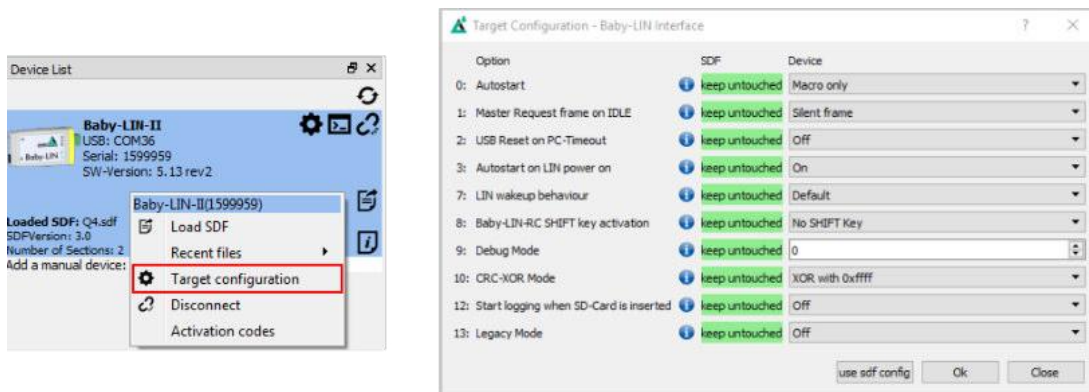 Device List
Baby-LIN-II
USB: COM36
Serial: 1599959
SW-Version: 5.13 rev2
Baby-LIN
Loaded SDF: Q4.sdf
SDFVersion: 3.0
Number of Sections: 2
Add a manual device:
Baby-LIN-II(1599959)
Load SDF
Recent files
Target configuration
Disconnect
Activation codes
Target Configuration - Baby-LIN Interface
Option SDF Device
0: Autostart keep untouched Macro only
1: Master Request frame on IDLE keep untouched Silent frame
2: USB Reset on PC-Timeout keep untouched Off
3: Autostart on LIN power on keep untouched On
7: LIN wakeup behaviour keep untouched Default
8: Baby-LIN-RC SHIFT key activation keep untouched No SHIFT Key
9: Debug Mode keep untouched 0
10: CRC-XOR Mode keep untouched XOR with 0xffff
12: Start logging when SD-Card is inserted keep untouched Off
13: Legacy Mode keep untouched Off
use sdf config Ok Close